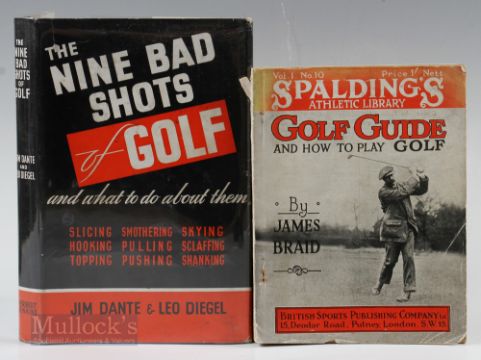 THE
NINE BAD
SHOTS
OF
GOLF
JIM DANTE
AND
LEO DIEGEL
THE
NINE BAD
SHOTS
of GOLF
and what to do about them
SLICING SMOTHERING SKYING
HOOKING PULLING SCLAFFING
TOPPING PUSHING SHANKING
JIM DANTE & LEO DIEGEL
Mullock's
Vol. 1. No. 10 Price 1/- Nett.
SPALDING'S
ATHLETIC LIBRARY
GOLF GUIDE
AND HOW TO PLAY GOLF
By
JAMES
BRAID
BRITISH SPORTS PUBLISHING COMPANY Ltd
15, Deodar Road, Putney, London. S.W.15.